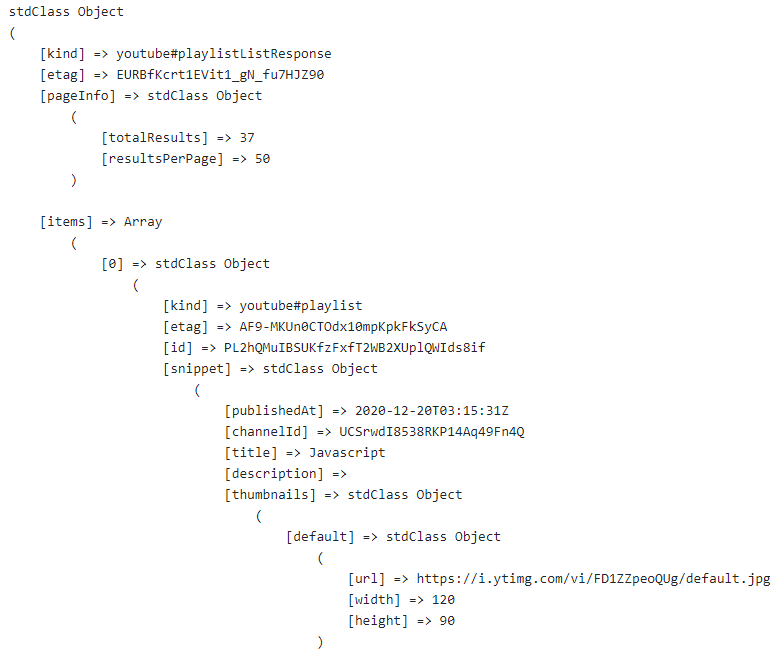 stdClass Object
(
    [kind] => youtube#playlistListResponse
    [etag] => EURBfKcrt1EVit1_gN_fu7HJZ90
    [pageInfo] => stdClass Object
        (
            [totalResults] => 37
            [resultsPerPage] => 50
        )

    [items] => Array
        (
            [0] => stdClass Object
                (
                    [kind] => youtube#playlist
                    [etag] => AF9-MKUn0CTOdx10mpKpkFkSyCA
                    [id] => PL2hQMuIBSUKfzFxfT2WB2XUplQWIds8if
                    [snippet] => stdClass Object
                        (
                            [publishedAt] => 2020-12-20T03:15:31Z
                            [channelId] => UCSrwdI8538RKP14Aq49Fn4Q
                            [title] => Javascript
                            [description] =>
                            [thumbnails] => stdClass Object
                                (
                                    [default] => stdClass Object
                                        (
                                            [url] => https://i.ytimg.com/vi/FD1ZZpeoQUg/default.jpg
                                            [width] => 120
                                            [height] => 90
                                        )